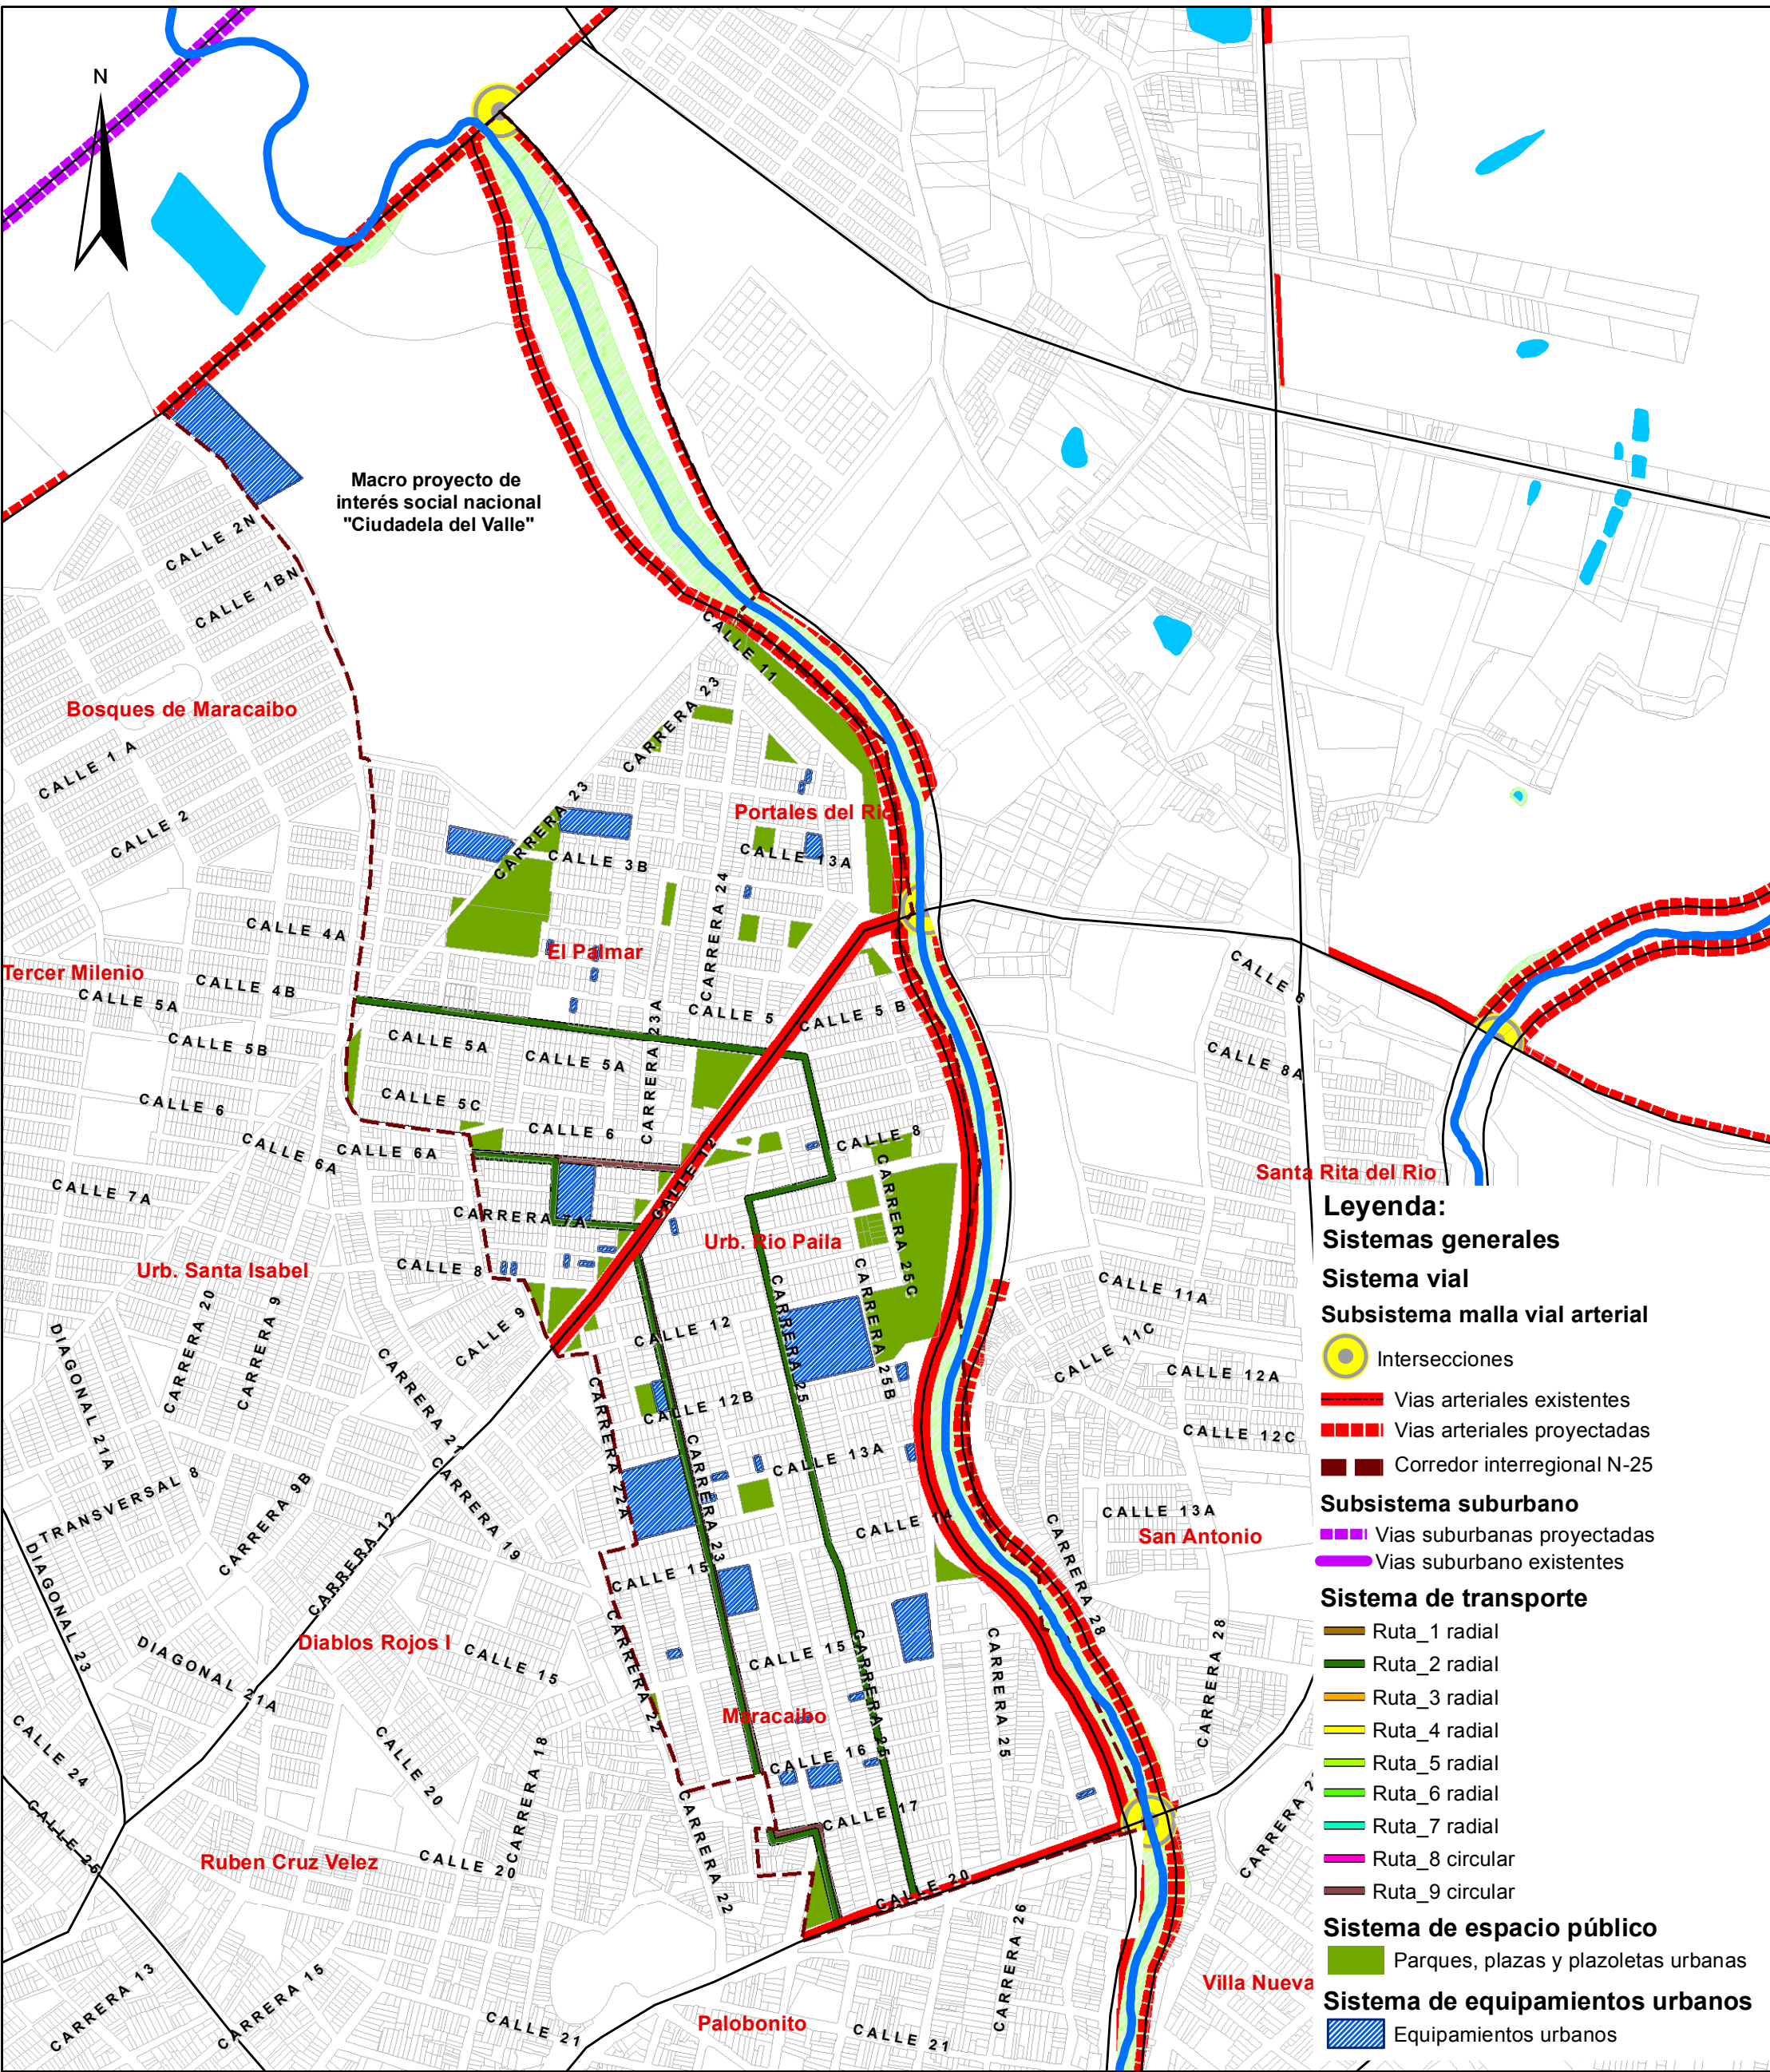 N
Macro proyecto de
interés social nacional
"Ciudadela del Valle"
CALLE 2N
CALLE 1BN
CALLE 11
CARRERA 23
Bosques de Maracaibo
CALLE 1 A
CALLE 2
CARRERA 23
Portales del Rio
CALLE 3B
CALLE 13A
CARRERA 24
CALLE 4A
El Palmar
Tercer Milenio
CALLE 4B
CALLE 5A
CALLE 5
CALLE 5 B
CALLE 6
CARRERA 23A
CALLE 5B
CALLE 5A
CALLE 5A
CALLE 8A
CALLE 5C
CALLE 6
CALLE 6
CALLE 8
CALLE 6A
CALLE 6A
CALLE 12
CARRERA 25C
Santa Rita del Rio
CALLE 7A
CARRERA 7A
Urb. Rio Paila
Urb. Santa Isabel
CALLE 8
CALLE 11A
CARRERA 20
CARRERA 9
CALLE 9
CALLE 12
CARRERA 25
CARRERA 25B
CALLE 11C
DIAGONAL 21A
CARRERA 21
CALLE 12A
CARRERA 22A
CALLE 12B
CALLE 12C
CARRERA 23
CALLE 13A
TRANSVERSAL 8
CARRERA 9B
CARRERA 19
CALLE 13A
San Antonio
CARRERA 12
CALLE 14
CARRERA 28
DIAGONAL 23
CALLE 15
Diablos Rojos I
CALLE 15
CARRERA 22
CALLE 15
CARRERA 25
CARRERA 25
CARRERA 28
DIAGONAL 21A
Maracaibo
CALLE 16
CALLE 24
CALLE 20
CARRERA 18
CALLE 17
CALLE 25
CARRERA 22
Ruben Cruz Velez
CALLE 20
CALLE 20
CARRERA 26
CARRERA 13
CARRERA 15
CALLE 21
Palobonito
CALLE 21
Villa Nueva
CARRERA
Leyenda:
Sistemas generales
Sistema vial
Subsistema malla vial arterial
Intersecciones
Vias arteriales existentes
Vias arteriales proyectadas
Corredor interregional N-25
Subsistema suburbano
Vias suburbanas proyectadas
Vias suburbano existentes
Sistema de transporte
Ruta_1 radial
Ruta_2 radial
Ruta_3 radial
Ruta_4 radial
Ruta_5 radial
Ruta_6 radial
Ruta_7 radial
Ruta_8 circular
Ruta_9 circular
Sistema de espacio público
Parques, plazas y plazoletas urbanas
Sistema de equipamientos urbanos
Equipamientos urbanos